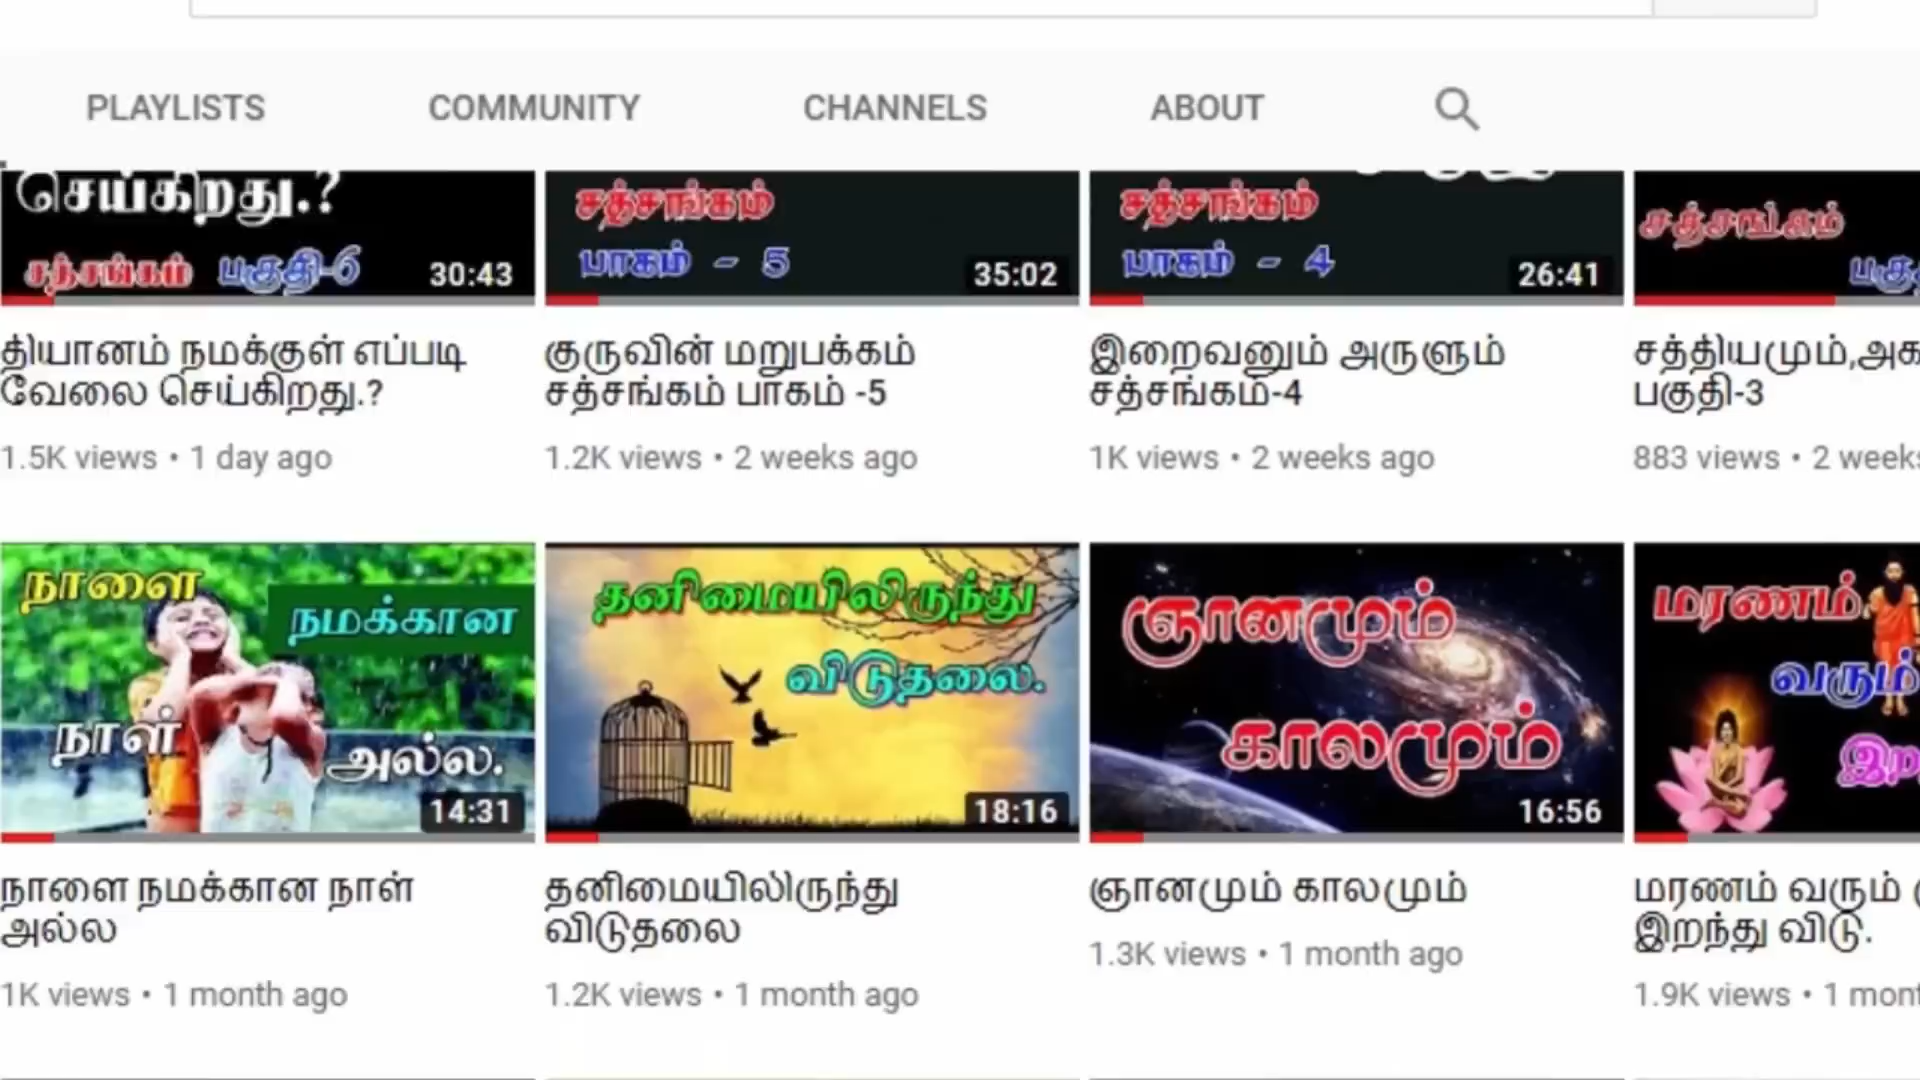 PLAYLISTS COMMUNITY CHANNELS ABOUT
செய்கிறது.?
சத்சங்கம் பகுதி-6
30:43
சத்சங்கம்
பாகம் - 5
35:02
சத்சங்கம்
பாகம் - 4
26:41
சத்சங்கம்
தியானம் நமக்குள் எப்படி
வேலை செய்கிறது.?
1.5K views • 1 day ago
குருவின் மறுபக்கம்
சத்சங்கம் பாகம் -5
1.2K views • 2 weeks ago
இறைவனும் அருளும்
சத்சங்கம்-4
1K views • 2 weeks ago
சத்தியமும்,
பகுதி-3
883 views • 2 weeks
நாளை
நமக்கான
நாள்
அல்ல.
14:31
தனிமையிலிருந்து
விடுதலை.
18:16
ஞானமும்
காலமும்
16:56
மரணம்
வரும்
நாளை நமக்கான நாள்
அல்ல
1K views • 1 month ago
தனிமையிலிருந்து
விடுதலை
1.2K views • 1 month ago
ஞானமும் காலமும்
1.3K views • 1 month ago
மரணம் வரும்
இறந்து விடு.
1.9K views • 1